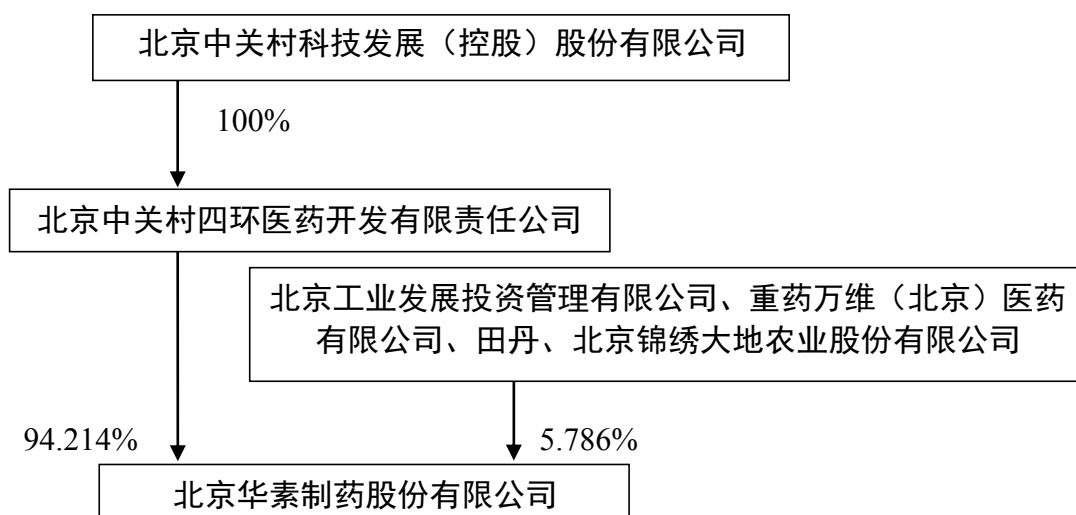 北京中关村科技发展（控股）股份有限公司
100%
北京中关村四环医药开发有限责任公司
北京工业发展投资管理有限公司、重药万维（北京）医药
有限公司、田丹、北京锦绣大地农业股份有限公司
94.214%
5.786%
北京华素制药股份有限公司